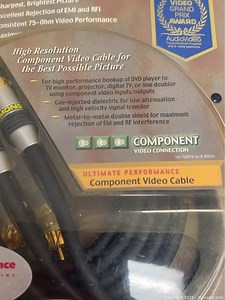 Sharpest, Brightest Picture
Excellent Rejection of EMI and RFI
Consistent 75-Ohm Video Performance
Maximum
VIDEO
GRAND
PRIX
AWARD
AudioVideo
High Resolution
Component Video Cable for
the Best Possible Picture
• For high performance hookup of DVD player to
TV monitor, projector, digital TV, or line doubler
using component video inputs/outputs
• Gas-injected dielectric for low attenuation
and high velocity signal transfer
• Metal-to-metal double shield for maximum
rejection of EM and RF interference
COMPONENT
VIDEO CONNECTION
ULTIMATE PERFORMANCE
Component Video Cable